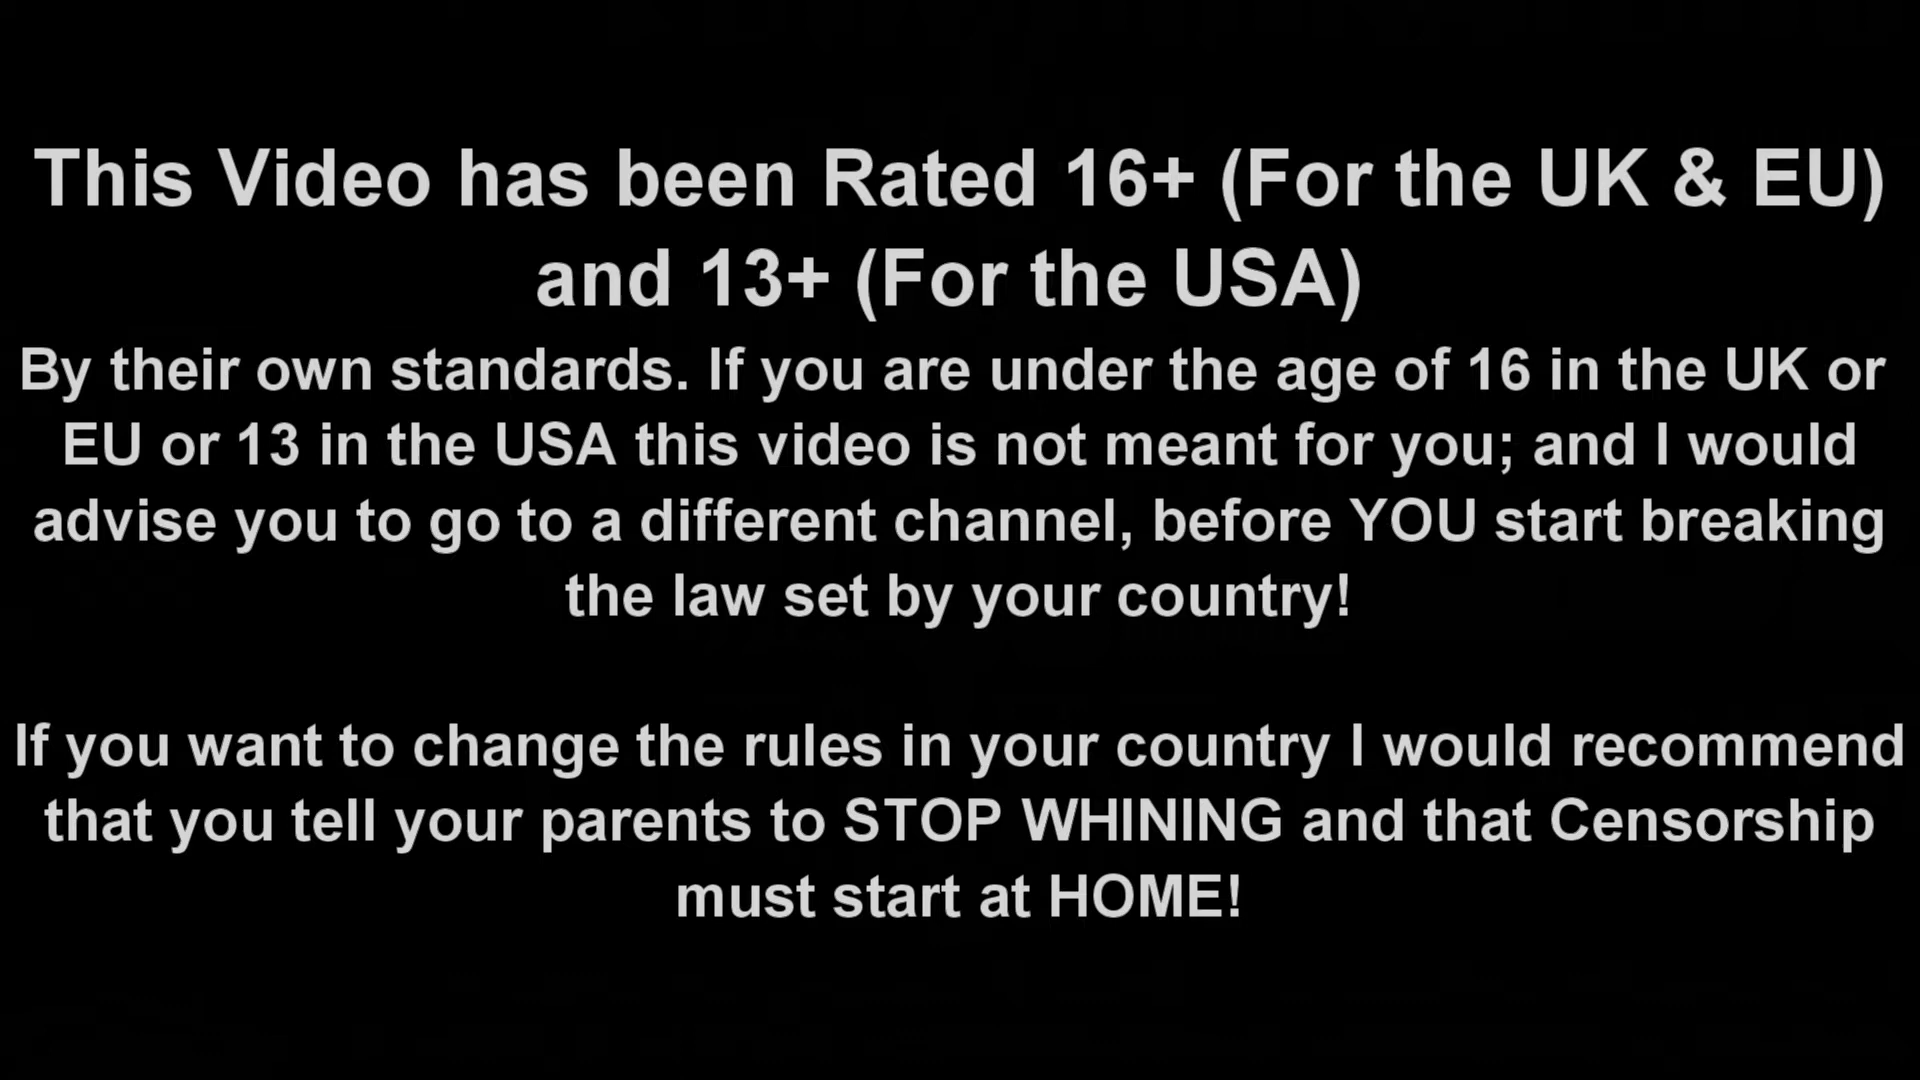 This Video has been Rated 16+ (For the UK & EU)
and 13+ (For the USA)
By their own standards. If you are under the age of 16 in the UK or
EU or 13 in the USA this video is not meant for you; and I would
advise you to go to a different channel, before YOU start breaking
the law set by your country!
If you want to change the rules in your country I would recommend
that you tell your parents to STOP WHINING and that Censorship
must start at HOME!